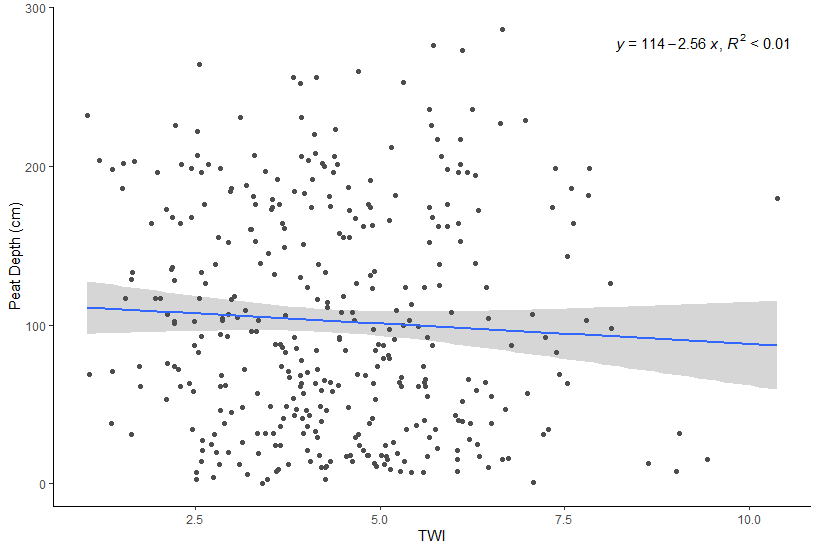 y = 114 − 2.56 x, R² < 0.01
300
200
100
0
Peat Depth (cm)
2.5 5.0 7.5 10.0
TWI